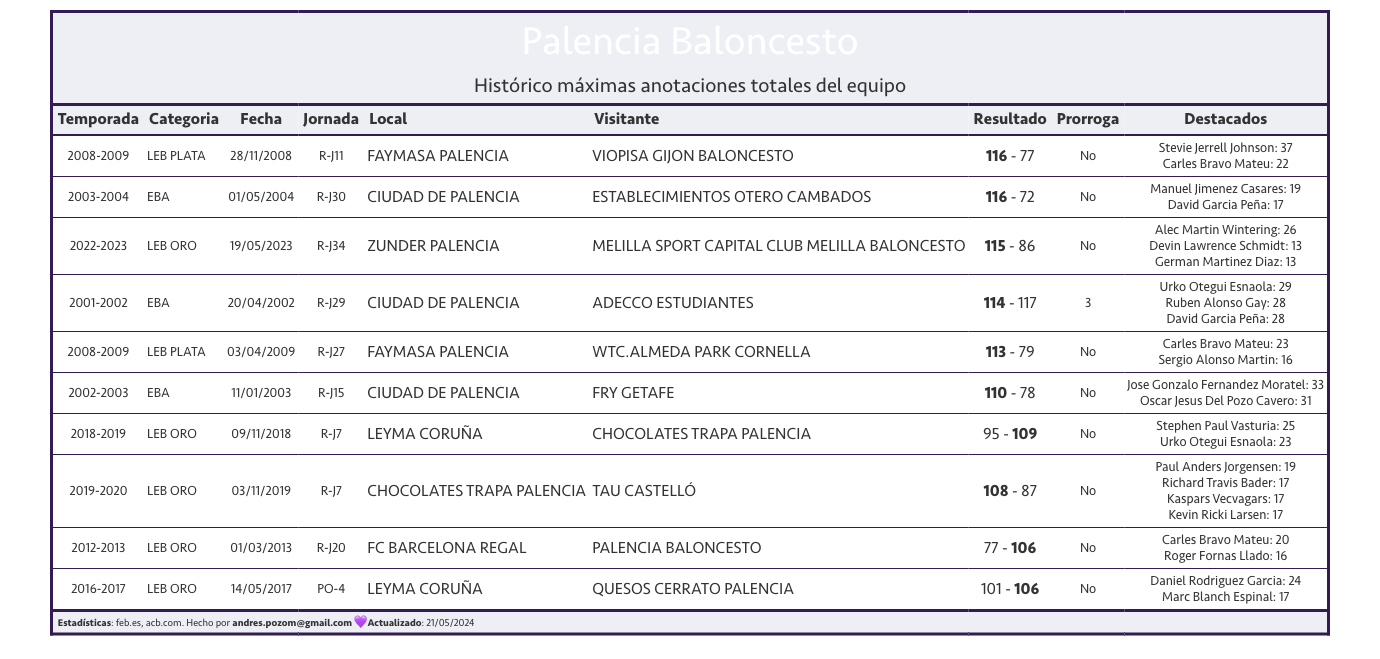 Palencia Baloncesto
Histórico máximas anotaciones totales del equipo
Temporada Categoria Fecha Jornada Local Visitante Resultado Prorroga Destacados
2008-2009 LEB PLATA 28/11/2008 R-J11 FAYMASA PALENCIA VIOPISA GIJON BALONCESTO 116 - 77 No Stevie Jerrell Johnson: 37
Carles Bravo Mateu: 22
2003-2004 EBA 01/05/2004 R-J30 CIUDAD DE PALENCIA ESTABLECIMIENTOS OTERO CAMBADOS 116 - 72 No Manuel Jimenez Casares: 19
David Garcia Peña: 17
2022-2023 LEB ORO 19/05/2023 R-J34 ZUNDER PALENCIA MELILLA SPORT CAPITAL CLUB MELILLA BALONCESTO 115 - 86 No Alec Martin Wintering: 26
Devin Lawrence Schmidt: 13
German Martinez Diaz: 13
2001-2002 EBA 20/04/2002 R-J29 CIUDAD DE PALENCIA ADECCO ESTUDIANTES 114 - 117 3 Urko Otegui Esnaola: 29
Ruben Alonso Gay: 28
David Garcia Peña: 28
2008-2009 LEB PLATA 03/04/2009 R-J27 FAYMASA PALENCIA WTC.ALMEDA PARK CORNELLA 113 - 79 No Carles Bravo Mateu: 23
Sergio Alonso Martin: 16
2002-2003 EBA 11/01/2003 R-J15 CIUDAD DE PALENCIA FRY GETAFE 110 - 78 No Jose Gonzalo Fernandez Moratel: 33
Oscar Jesus Del Pozo Cavero: 31
2018-2019 LEB ORO 09/11/2018 R-J7 LEYMA CORUÑA CHOCOLATES TRAPA PALENCIA 95 - 109 No Stephen Paul Vasturia: 25
Urko Otegui Esnaola: 23
2019-2020 LEB ORO 03/11/2019 R-J7 CHOCOLATES TRAPA PALENCIA TAU CASTELLÓ 108 - 87 No Paul Anders Jorgensen: 19
Richard Travis Bader: 17
Kaspars Vecvagars: 17
Kevin Ricki Larsen: 17
2012-2013 LEB ORO 01/03/2013 R-J20 FC BARCELONA REGAL PALENCIA BALONCESTO 77 - 106 No Carles Bravo Mateu: 20
Roger Fornas Llado: 16
2016-2017 LEB ORO 14/05/2017 PO-4 LEYMA CORUÑA QUESOS CERRATO PALENCIA 101 - 106 No Daniel Rodriguez Garcia: 24
Marc Blanch Espinal: 17
Estadísticas: feb.es, acb.com. Hecho por andres.pozom@gmail.com 💜Actualizado: 21/05/2024